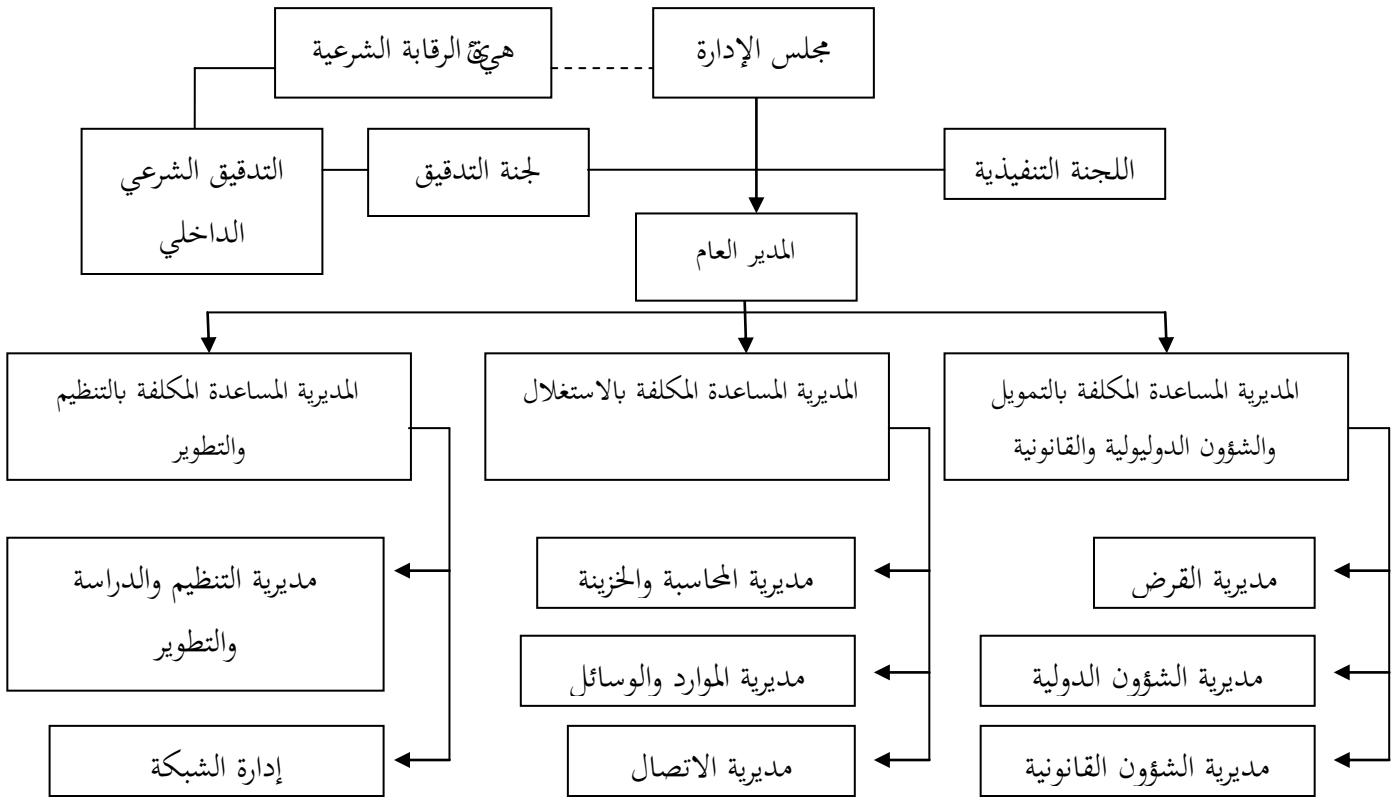 مجلس الإدارة
هيئة الرقابة الشرعية
اللجنة التنفيذية
لجنة التدقيق
التدقيق الشرعي
الداخلي
المدير العام
المديرية المساعدة المكلفة بالتمويل
والشؤون الدوليولية والقانونية
المديرية المساعدة المكلفة بالاستغلال
المديرية المساعدة المكلفة بالتنظيم
والتطوير
مديرية القرض
مديرية الشؤون الدولية
مديرية الشؤون القانونية
مديرية المحاسبة والخزينة
مديرية الموارد والوسائل
مديرية الاتصال
مديرية التنظيم والدراسة
والتطوير
إدارة الشبكة